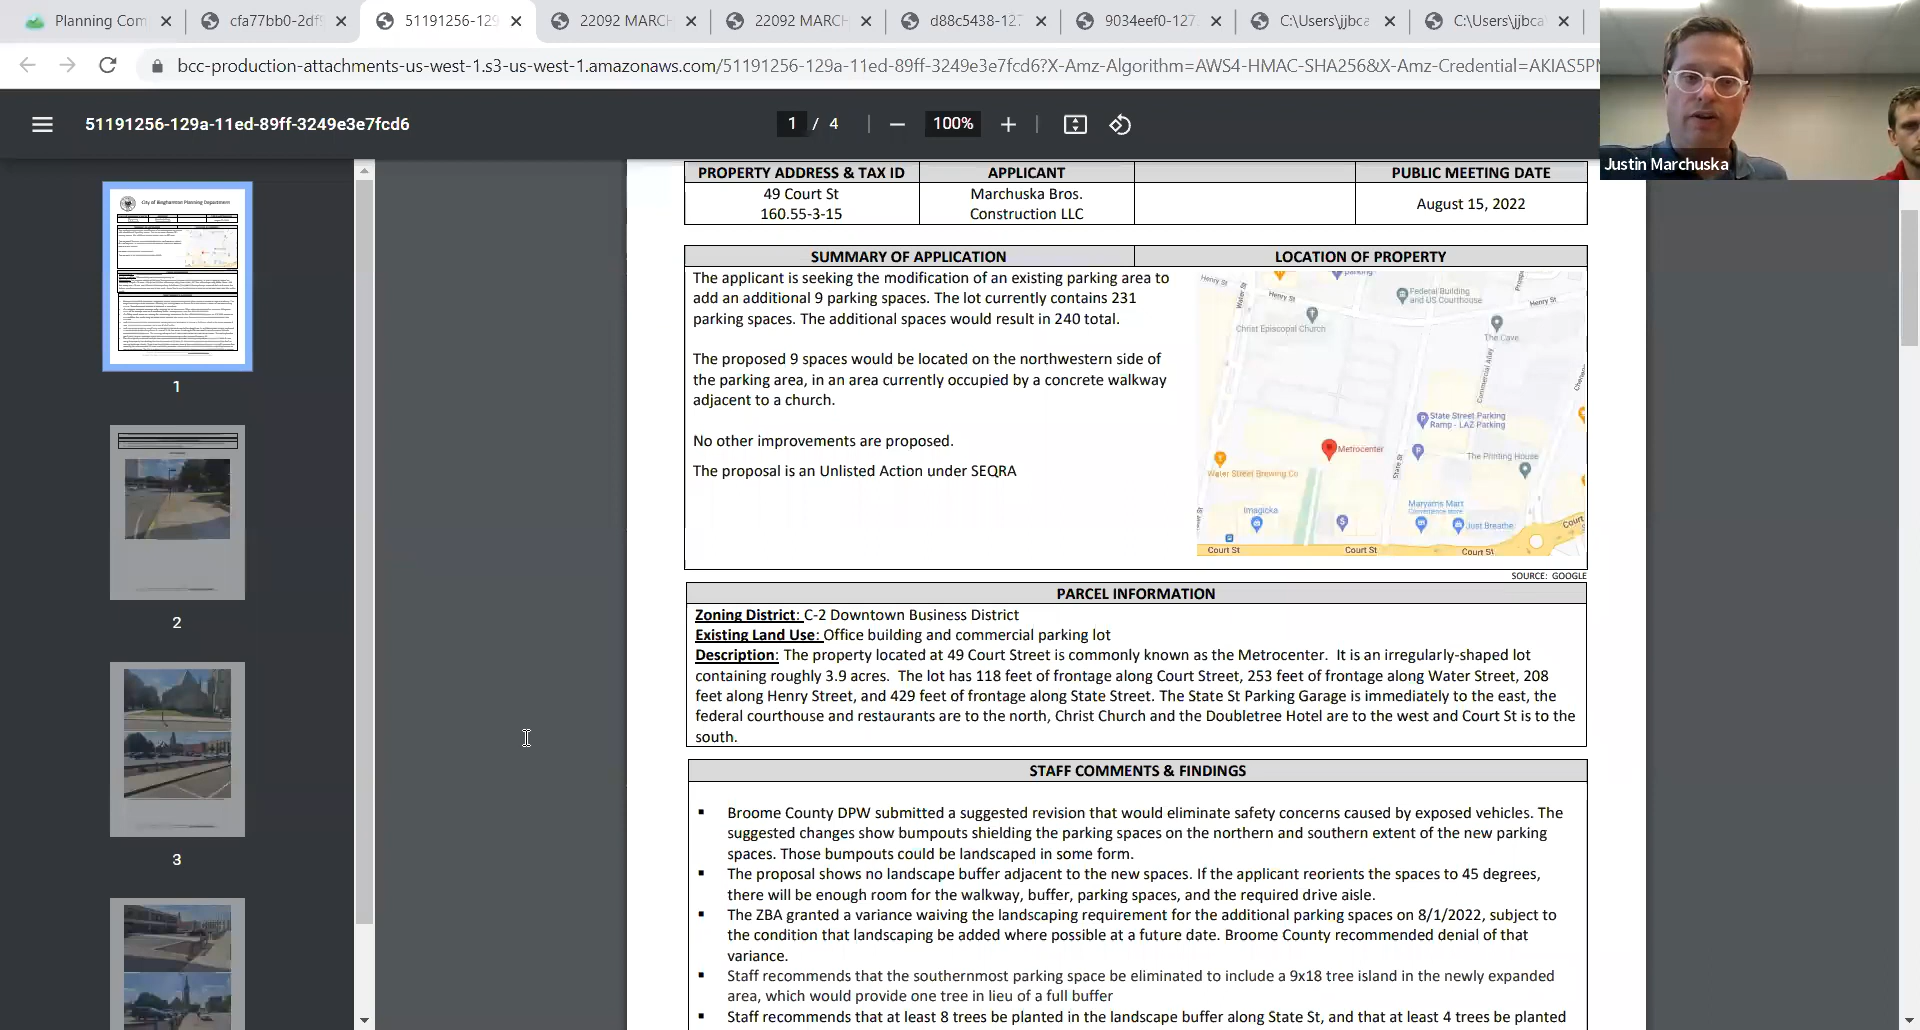 Planning Com
cfa77bb0-2df9
51191256-129
22092 MARCH
22092 MARCH
d88c5438-127
9034eef0-127
C:\Users\jjbca
C:\Users\jjbca
bcc-production-attachments-us-west-1.s3-us-west-1.amazonaws.com/51191256-129a-11ed-89ff-3249e3e7fcd6?X-Amz-Algorithm=AWS4-HMAC-SHA256&X-Amz-Credential=AKIAS5P
51191256-129a-11ed-89ff-3249e3e7fcd6
1 / 4
100%
Justin Marchuska
City of Binghamton Planning Department
1
2
3
PROPERTY ADDRESS & TAX ID
APPLICANT
PUBLIC MEETING DATE
49 Court St
160.55-3-15
Marchuska Bros.
Construction LLC
August 15, 2022
SUMMARY OF APPLICATION
LOCATION OF PROPERTY
The applicant is seeking the modification of an existing parking area to
add an additional 9 parking spaces. The lot currently contains 231
parking spaces. The additional spaces would result in 240 total.
The proposed 9 spaces would be located on the northwestern side of
the parking area, in an area currently occupied by a concrete walkway
adjacent to a church.
No other improvements are proposed.
The proposal is an Unlisted Action under SEQRA
Henry St
Water St
Henry St
parking
Federal Building
and US Courthouse
Henry St
Christ Episcopal Church
The Cave
Commercial Alley
State Street Parking
Ramp - LAZ Parking
Metrocenter
State St
The Printing House
Water Street Brewing Co
Imagicka
Maryams Mart
Convenience store
Just Breathe
Court St
Court St
Court St
Court
SOURCE: GOOGLE
PARCEL INFORMATION
Zoning District: C-2 Downtown Business District
Existing Land Use: Office building and commercial parking lot
Description: The property located at 49 Court Street is commonly known as the Metrocenter. It is an irregularly-shaped lot
containing roughly 3.9 acres. The lot has 118 feet of frontage along Court Street, 253 feet of frontage along Water Street, 208
feet along Henry Street, and 429 feet of frontage along State Street. The State St Parking Garage is immediately to the east, the
federal courthouse and restaurants are to the north, Christ Church and the Doubletree Hotel are to the west and Court St is to the
south.
STAFF COMMENTS & FINDINGS
▪ Broome County DPW submitted a suggested revision that would eliminate safety concerns caused by exposed vehicles. The
suggested changes show bumpouts shielding the parking spaces on the northern and southern extent of the new parking
spaces. Those bumpouts could be landscaped in some form.
▪ The proposal shows no landscape buffer adjacent to the new spaces. If the applicant reorients the spaces to 45 degrees,
there will be enough room for the walkway, buffer, parking spaces, and the required drive aisle.
▪ The ZBA granted a variance waiving the landscaping requirement for the additional parking spaces on 8/1/2022, subject to
the condition that landscaping be added where possible at a future date. Broome County recommended denial of that
variance.
▪ Staff recommends that the southernmost parking space be eliminated to include a 9x18 tree island in the newly expanded
area, which would provide one tree in lieu of a full buffer
▪ Staff recommends that at least 8 trees be planted in the landscape buffer along State St, and that at least 4 trees be planted